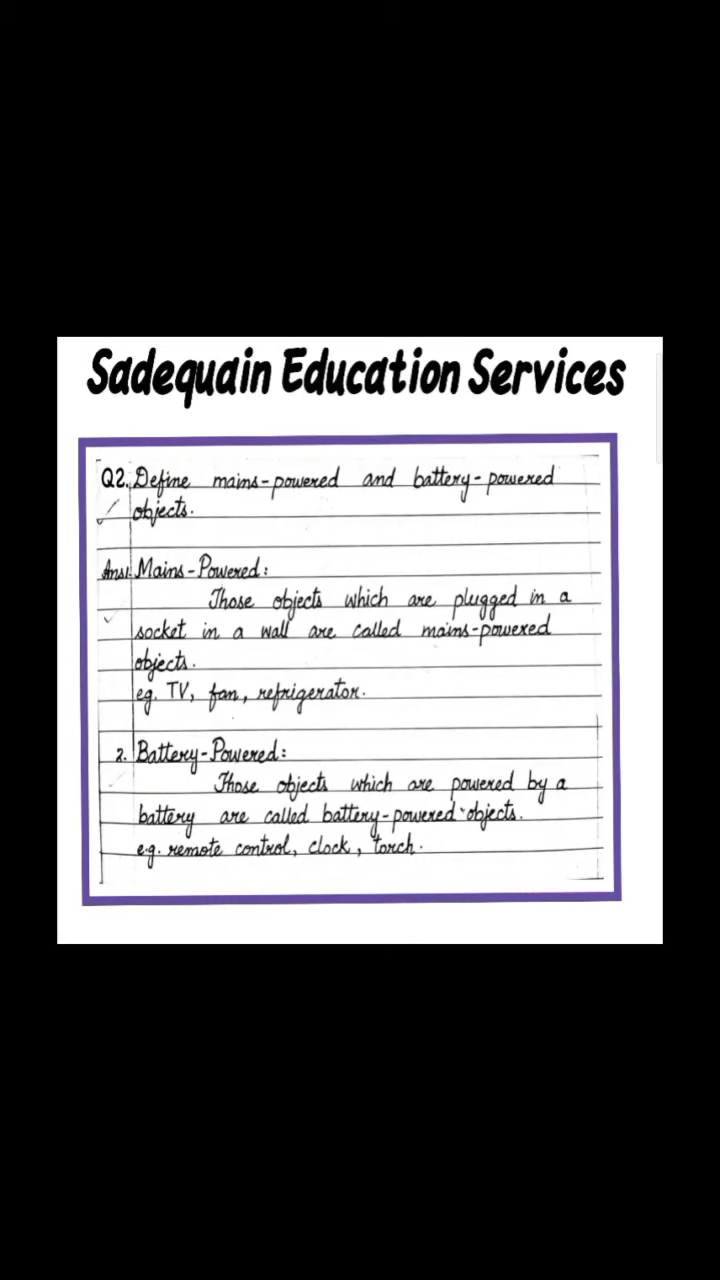 Sadequain Education Services
Q2. Define mains-powered and battery-powered
objects.
Ans1. Mains-Powered:
Those objects which are plugged in a
socket in a wall are called mains-powered
objects.
eg. TV, fan, refrigerator.
2. Battery-Powered:
Those objects which are powered by a
battery are called battery-powered objects.
e.g. remote control, clock, torch.